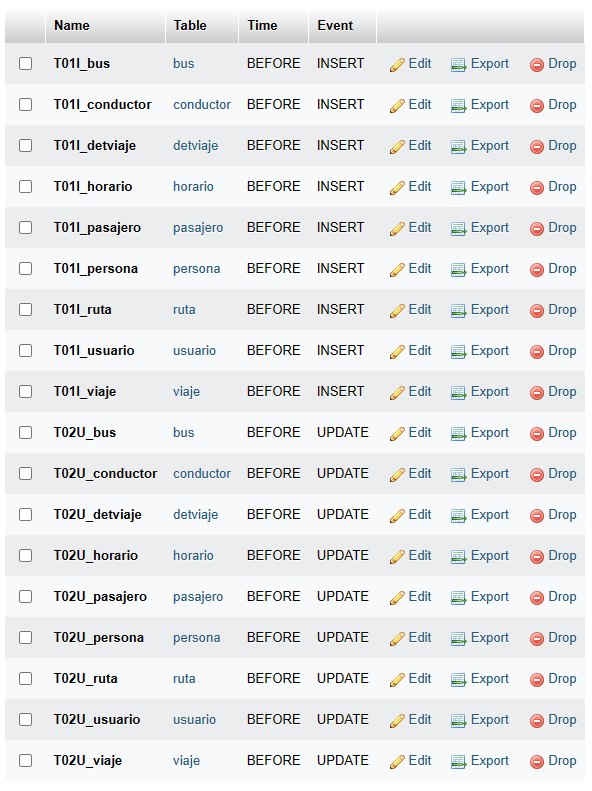 Name Table Time Event
T01I_bus bus BEFORE INSERT Edit Export Drop
T01I_conductor conductor BEFORE INSERT Edit Export Drop
T01I_detviaje detviaje BEFORE INSERT Edit Export Drop
T01I_horario horario BEFORE INSERT Edit Export Drop
T01I_pasajero pasajero BEFORE INSERT Edit Export Drop
T01I_persona persona BEFORE INSERT Edit Export Drop
T01I_ruta ruta BEFORE INSERT Edit Export Drop
T01I_usuario usuario BEFORE INSERT Edit Export Drop
T01I_viaje viaje BEFORE INSERT Edit Export Drop
T02U_bus bus BEFORE UPDATE Edit Export Drop
T02U_conductor conductor BEFORE UPDATE Edit Export Drop
T02U_detviaje detviaje BEFORE UPDATE Edit Export Drop
T02U_horario horario BEFORE UPDATE Edit Export Drop
T02U_pasajero pasajero BEFORE UPDATE Edit Export Drop
T02U_persona persona BEFORE UPDATE Edit Export Drop
T02U_ruta ruta BEFORE UPDATE Edit Export Drop
T02U_usuario usuario BEFORE UPDATE Edit Export Drop
T02U_viaje viaje BEFORE UPDATE Edit Export Drop